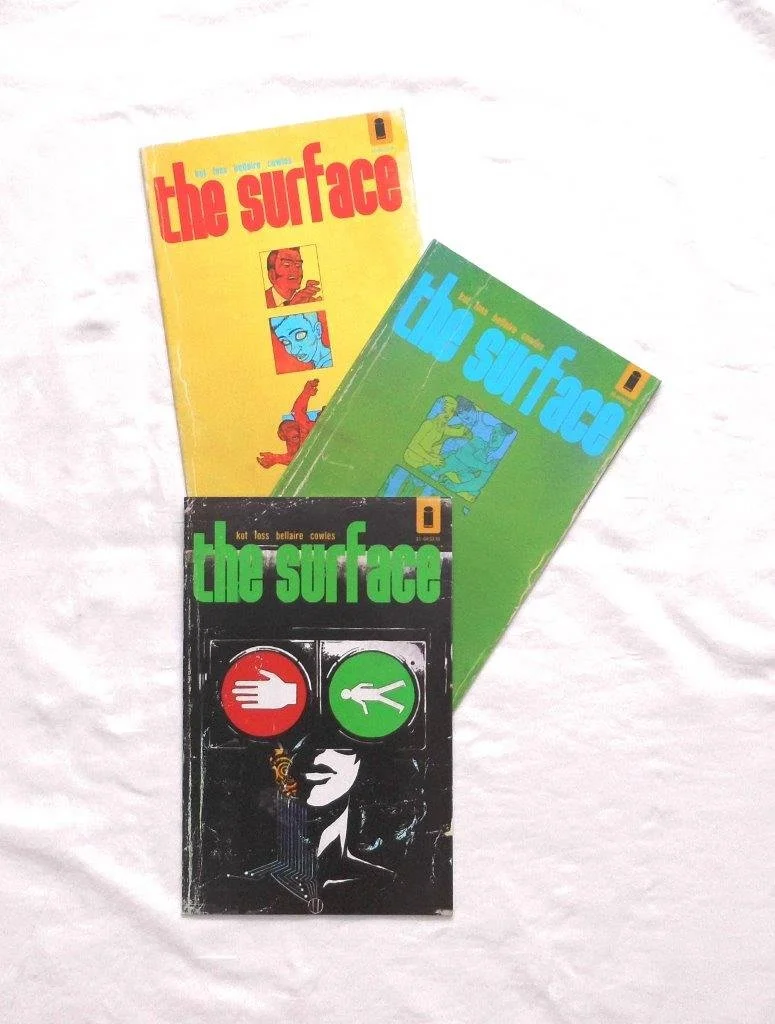 kot foss bellaire cowles
the surface
kot foss bellaire cowles
the surface
kot foss bellaire cowles
the surface